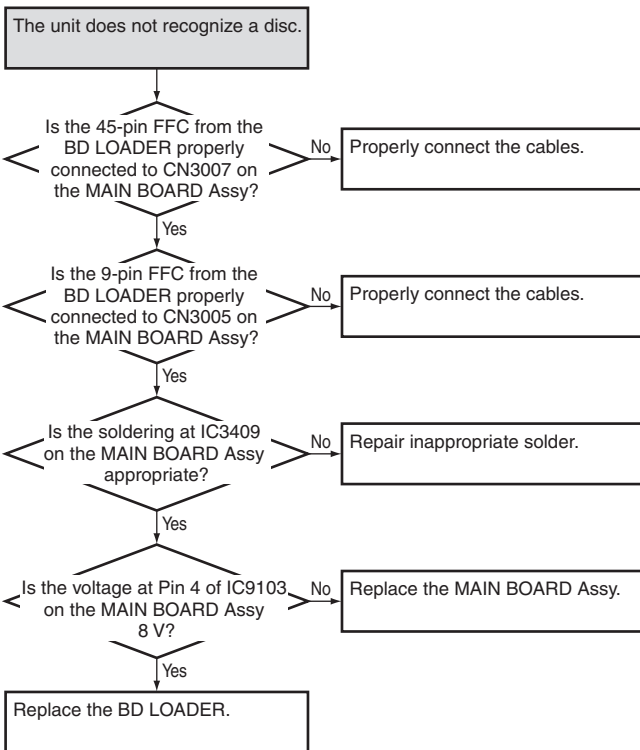 The unit does not recognize a disc.
Is the 45-pin FFC from the
BD LOADER properly
connected to CN3007 on
the MAIN BOARD Assy?
No
Properly connect the cables.
Yes
Is the 9-pin FFC from the
BD LOADER properly
connected to CN3005 on
the MAIN BOARD Assy?
No
Properly connect the cables.
Yes
Is the soldering at IC3409
on the MAIN BOARD Assy
appropriate?
No
Repair inappropriate solder.
Yes
Is the voltage at Pin 4 of IC9103
on the MAIN BOARD Assy
8 V?
No
Replace the MAIN BOARD Assy.
Yes
Replace the BD LOADER.